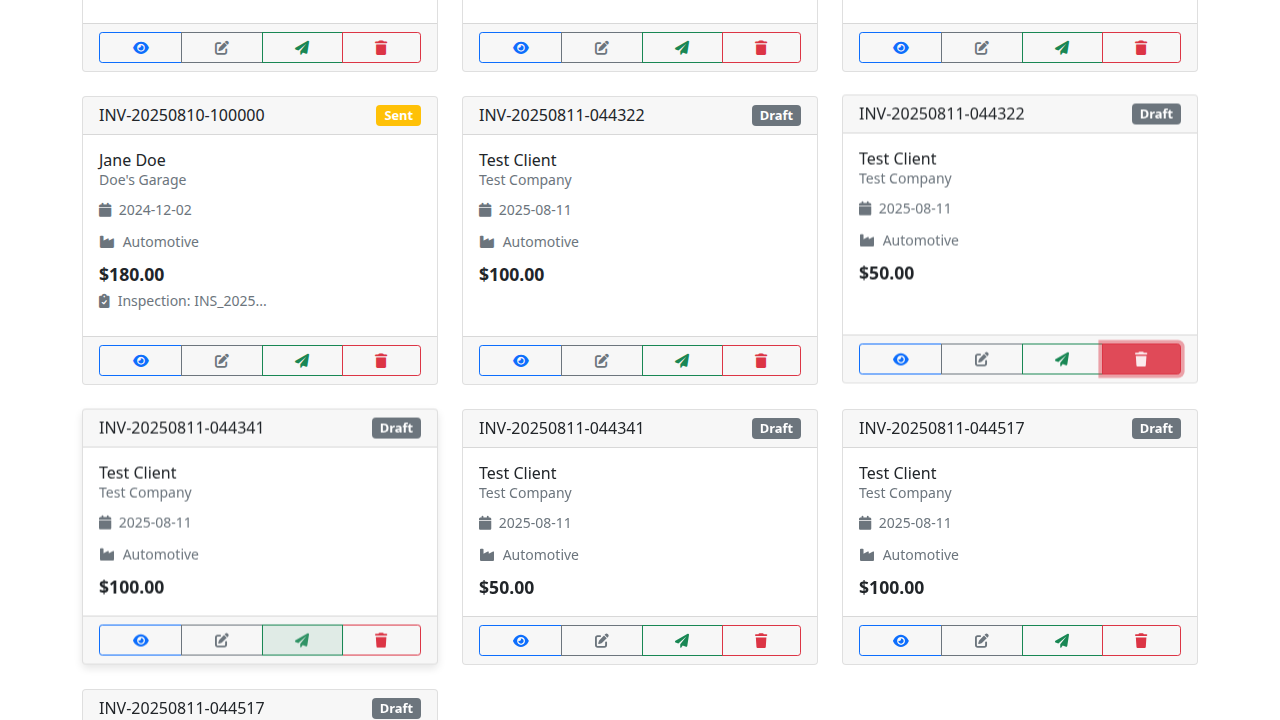 INV-20250810-100000 Sent
Jane Doe
Doe's Garage
2024-12-02
Automotive
$180.00
Inspection: INS_2025...
INV-20250811-044322 Draft
Test Client
Test Company
2025-08-11
Automotive
$100.00
INV-20250811-044322 Draft
Test Client
Test Company
2025-08-11
Automotive
$50.00
INV-20250811-044341 Draft
Test Client
Test Company
2025-08-11
Automotive
$100.00
INV-20250811-044341 Draft
Test Client
Test Company
2025-08-11
Automotive
$50.00
INV-20250811-044517 Draft
Test Client
Test Company
2025-08-11
Automotive
$100.00
INV-20250811-044517 Draft